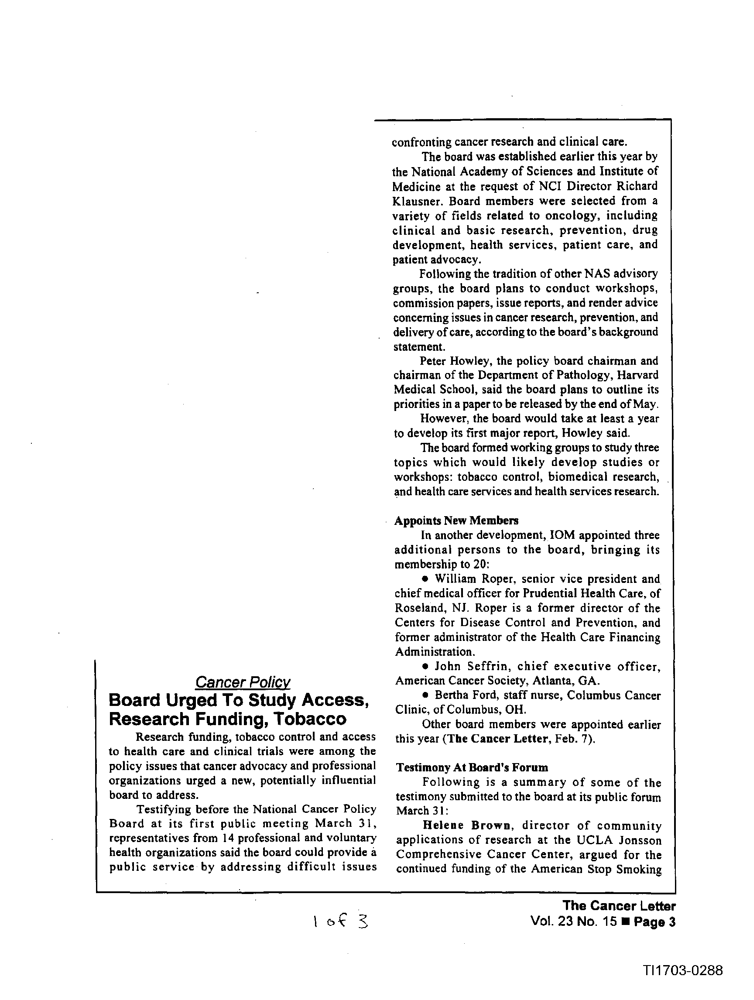 Cancer Policy
Board Urged To Study Access,
Research Funding, Tobacco
Research funding, tobacco control and access
to health care and clinical trials were among the
policy issues that cancer advocacy and professional
organizations urged a new, potentially influential
board to address.
Testifying before the National Cancer Policy
Board at its first public meeting March 31,
representatives from 14 professional and voluntary
health organizations said the board could provide a
public service by addressing difficult issues
confronting cancer research and clinical care.
The board was established earlier this year by
the National Academy of Sciences and Institute of
Medicine at the request of NCI Director Richard
Klausner. Board members were selected from a
variety of fields related to oncology, including
clinical and basic research, prevention, drug
development, health services, patient care, and
patient advocacy.
Following the tradition of other NAS advisory
groups, the board plans to conduct workshops,
commission papers, issue reports, and render advice
concerning issues in cancer research, prevention, and
delivery of care, according to the board's background
statement.
Peter Howley, the policy board chairman and
chairman of the Department of Pathology, Harvard
Medical School, said the board plans to outline its
priorities in a paper to be released by the end of May.
However, the board would take at least a year
to develop its first major report, Howley said.
The board formed working groups to study three
topics which would likely develop studies or
workshops: tobacco control, biomedical research,
and health care services and health services research.
Appoints New Members
In another development, IOM appointed three
additional persons to the board, bringing its
membership to 20:
● William Roper, senior vice president and
chief medical officer for Prudential Health Care, of
Roseland, NJ. Roper is a former director of the
Centers for Disease Control and Prevention, and
former administrator of the Health Care Financing
Administration.
● John Seffrin, chief executive officer,
American Cancer Society, Atlanta, GA.
● Bertha Ford, staff nurse, Columbus Cancer
Clinic, of Columbus, OH.
Other board members were appointed earlier
this year (The Cancer Letter, Feb. 7).
Testimony At Board's Forum
Following is a summary of some of the
testimony submitted to the board at its public forum
March 31:
Helene Brown, director of community
applications of research at the UCLA Jonsson
Comprehensive Cancer Center, argued for the
continued funding of the American Stop Smoking
1 of 3
The Cancer Letter
Vol. 23 No. 15 ■ Page 3
TI1703-0288